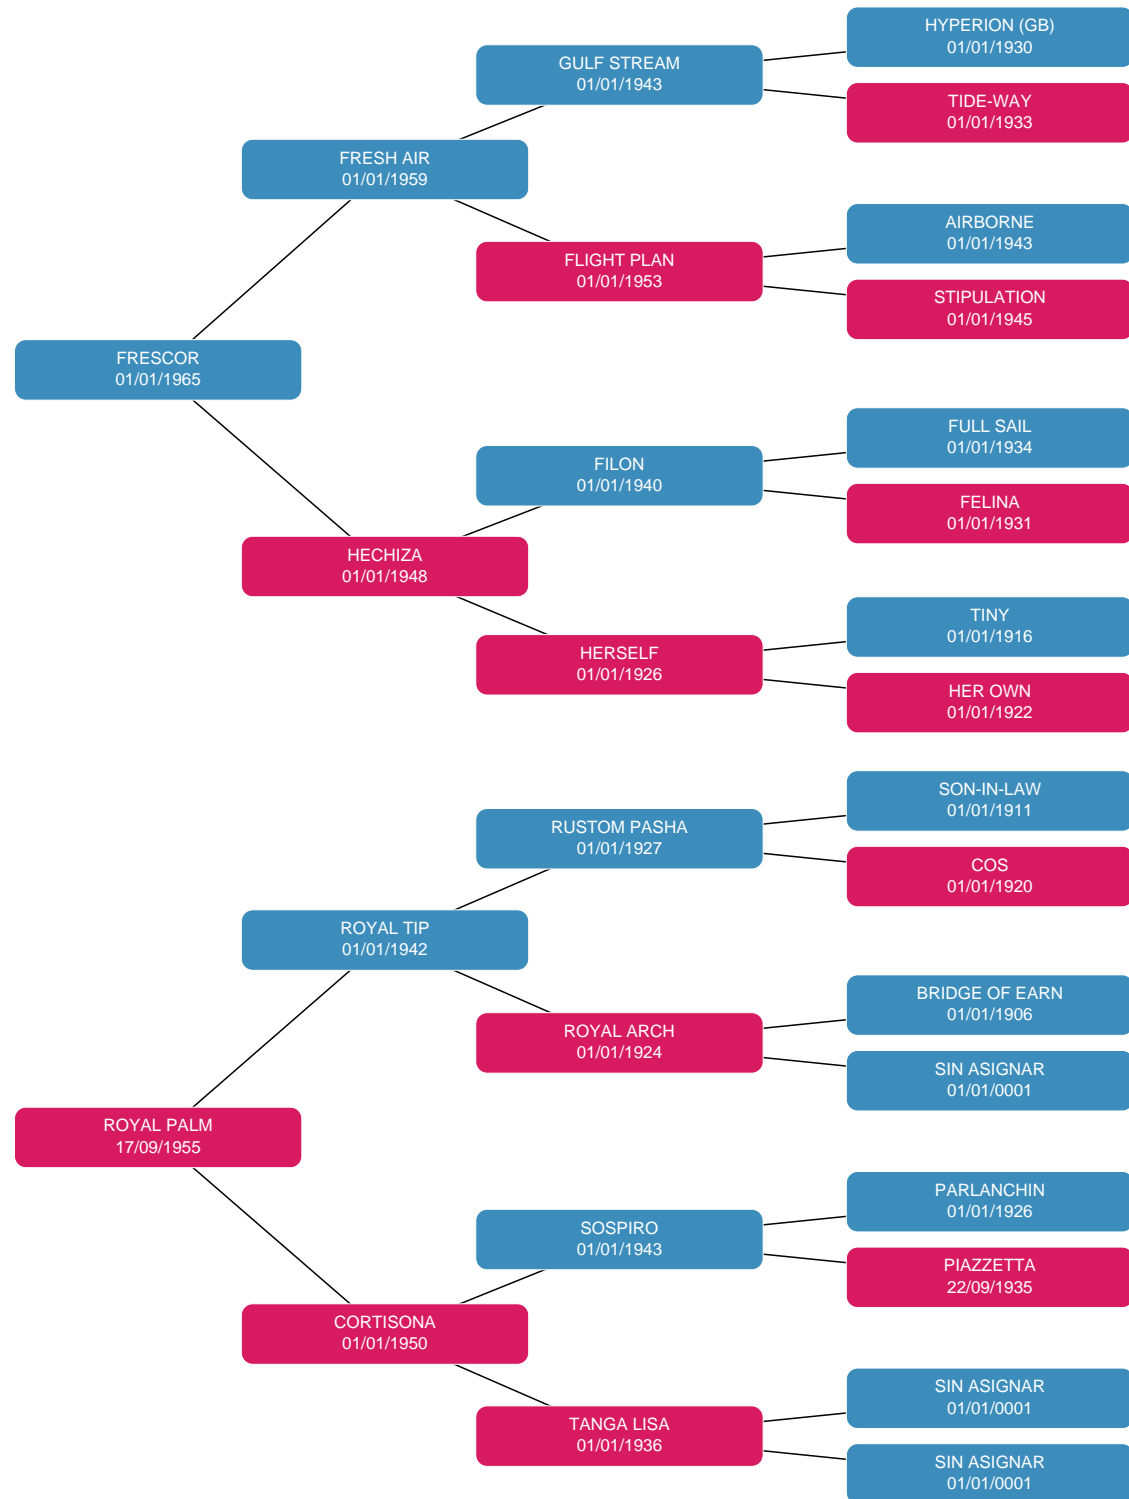 HYPERION (GB)
01/01/1930
GULF STREAM
01/01/1943
TIDE-WAY
01/01/1933
FRESH AIR
01/01/1959
AIRBORNE
01/01/1943
FLIGHT PLAN
01/01/1953
STIPULATION
01/01/1945
FRESCOR
01/01/1965
FULL SAIL
01/01/1934
FILON
01/01/1940
FELINA
01/01/1931
HECHIZA
01/01/1948
TINY
01/01/1916
HERSELF
01/01/1926
HER OWN
01/01/1922
SON-IN-LAW
01/01/1911
RUSTOM PASHA
01/01/1927
COS
01/01/1920
ROYAL TIP
01/01/1942
BRIDGE OF EARN
01/01/1906
ROYAL ARCH
01/01/1924
SIN ASIGNAR
01/01/0001
ROYAL PALM
17/09/1955
PARLANCHIN
01/01/1926
SOSPIRO
01/01/1943
PIAZZETTA
22/09/1935
CORTISONA
01/01/1950
SIN ASIGNAR
01/01/0001
TANGA LISA
01/01/1936
SIN ASIGNAR
01/01/0001